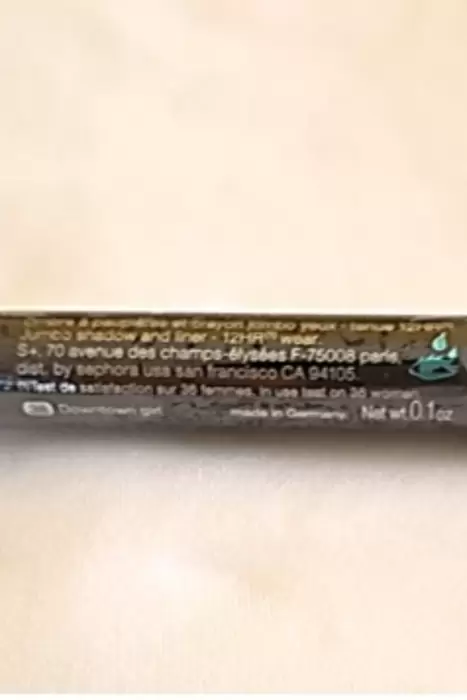 Ombre à paupières et crayon jumbo yeux - tenue 12HR
Jumbo shadow and liner - 12HR™ wear.
S+, 70 avenue des champs-élysées F-75008 paris,
dist. by sephora usa san francisco CA 94105.
Test de satisfaction sur 36 femmes, in use test on 36 women
Downtown girl made in Germany. Net wt.0.1oz